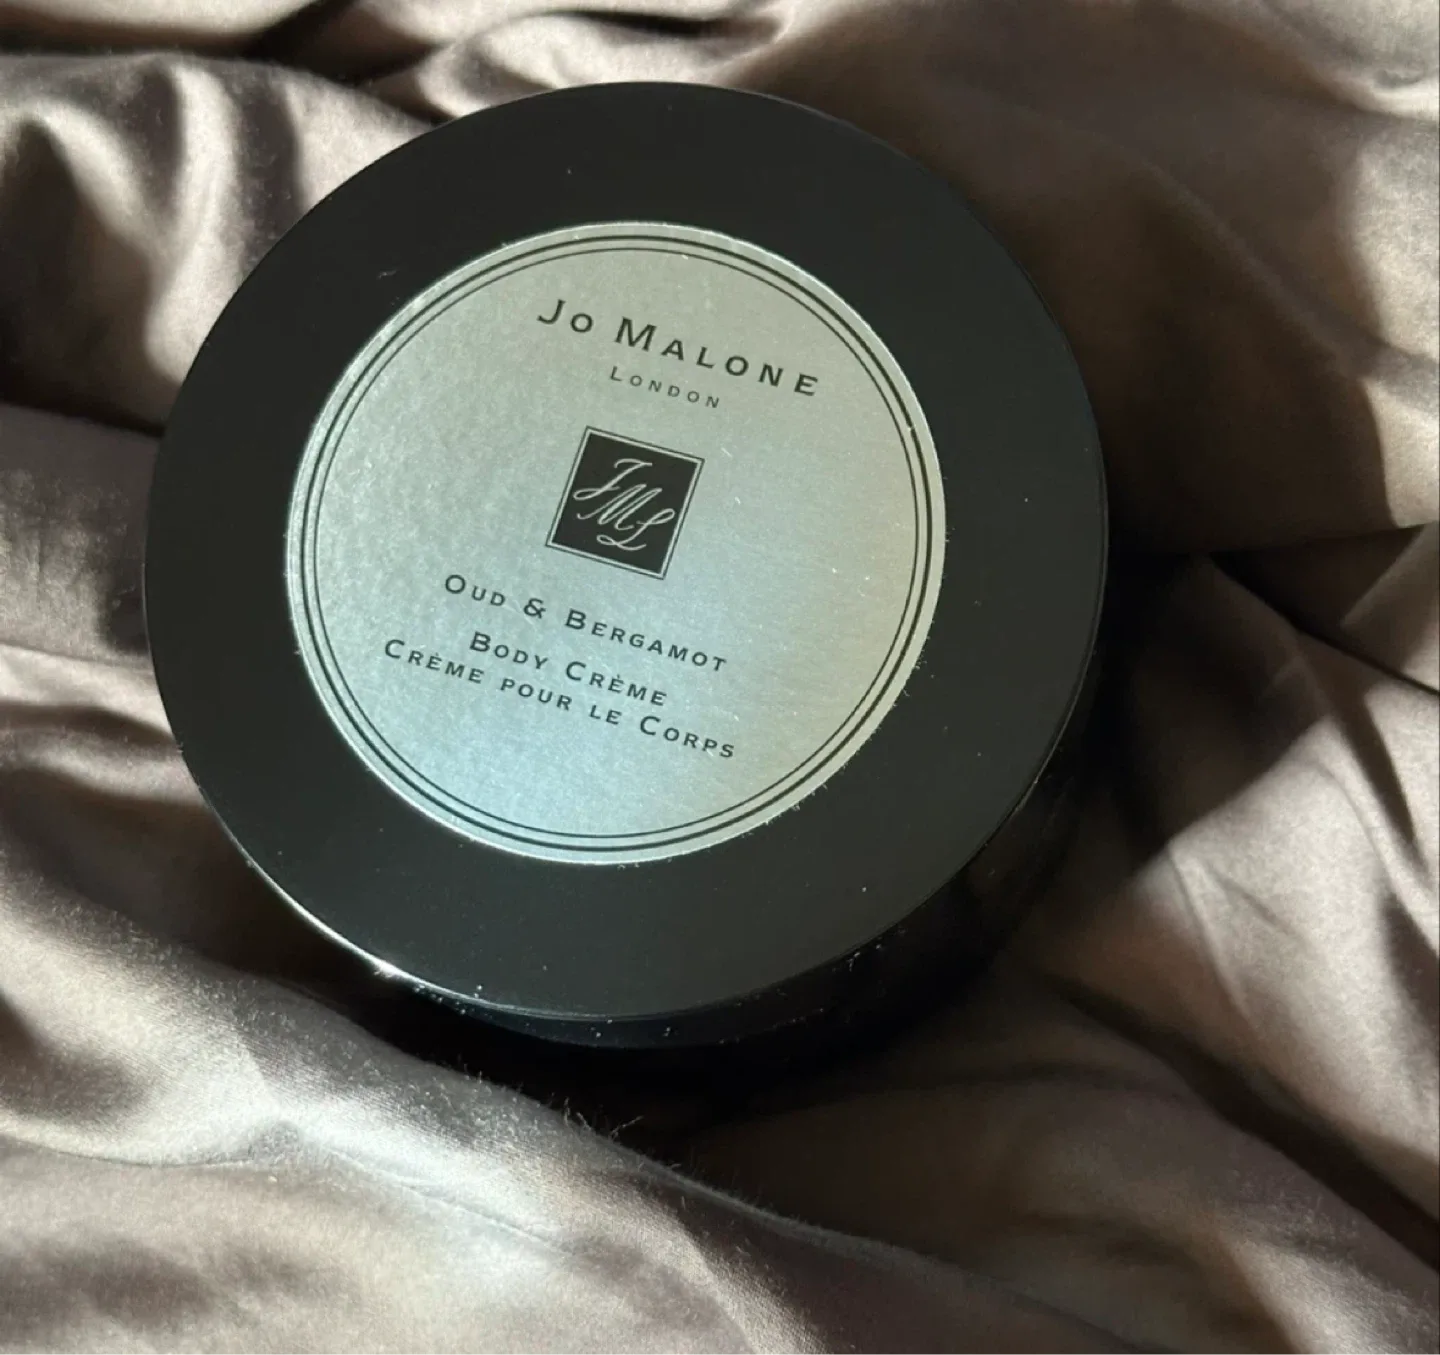 Jo Malone
London
JML
Oud & Bergamot
Body Crème
Crème pour le Corps